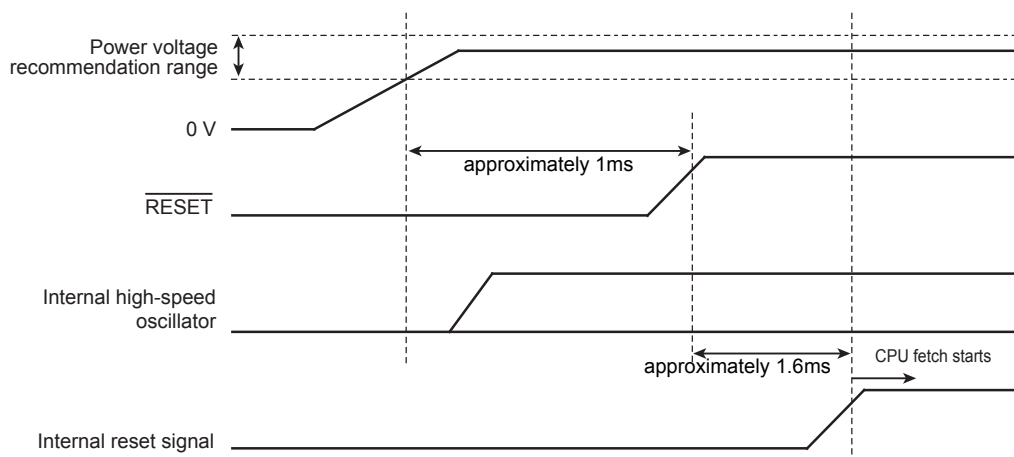 Power voltage
recommendation range
0 V
approximately 1ms
RESET
Internal high-speed
oscillator
approximately 1.6ms
CPU fetch starts
Internal reset signal